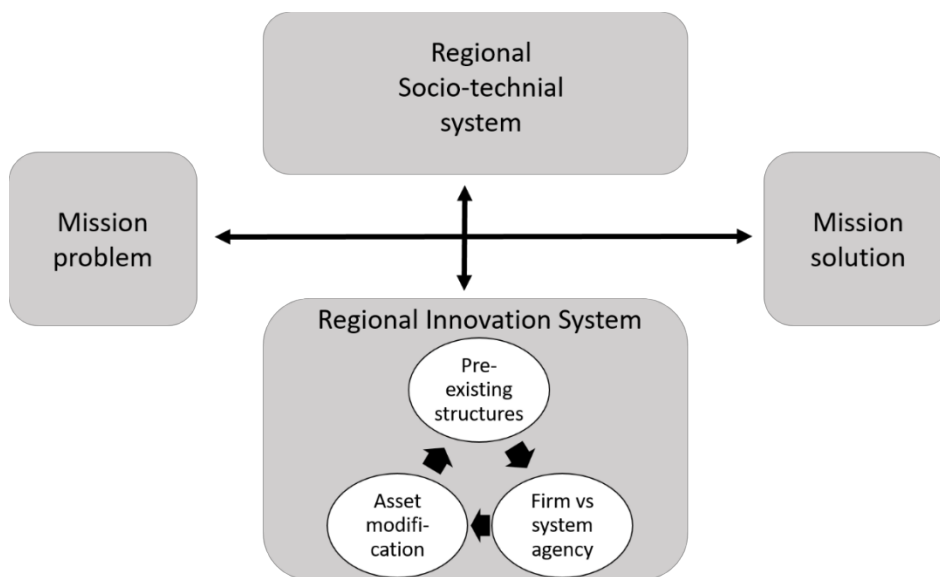 Regional
Socio-technial
system
Mission
problem
Mission
solution
Regional Innovation System
Pre-
existing
structures
Asset
modifi-
cation
Firm vs
system
agency